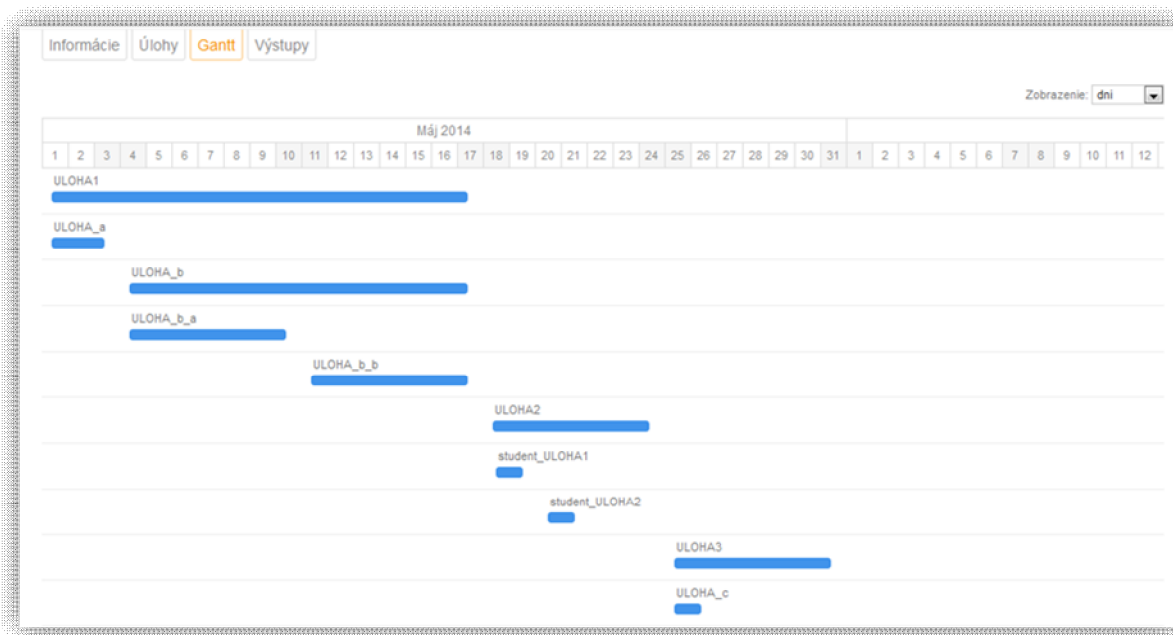 Informácie Úlohy Gantt Výstupy
Zobrazenie: dni
Máj 2014
1 2 3 4 5 6 7 8 9 10 11 12 13 14 15 16 17 18 19 20 21 22 23 24 25 26 27 28 29 30 31 1 2 3 4 5 6 7 8 9 10 11 12
ULOHA1
ULOHA_a
ULOHA_b
ULOHA_b_a
ULOHA_b_b
ULOHA2
student_ULOHA1
student_ULOHA2
ULOHA3
ULOHA_c